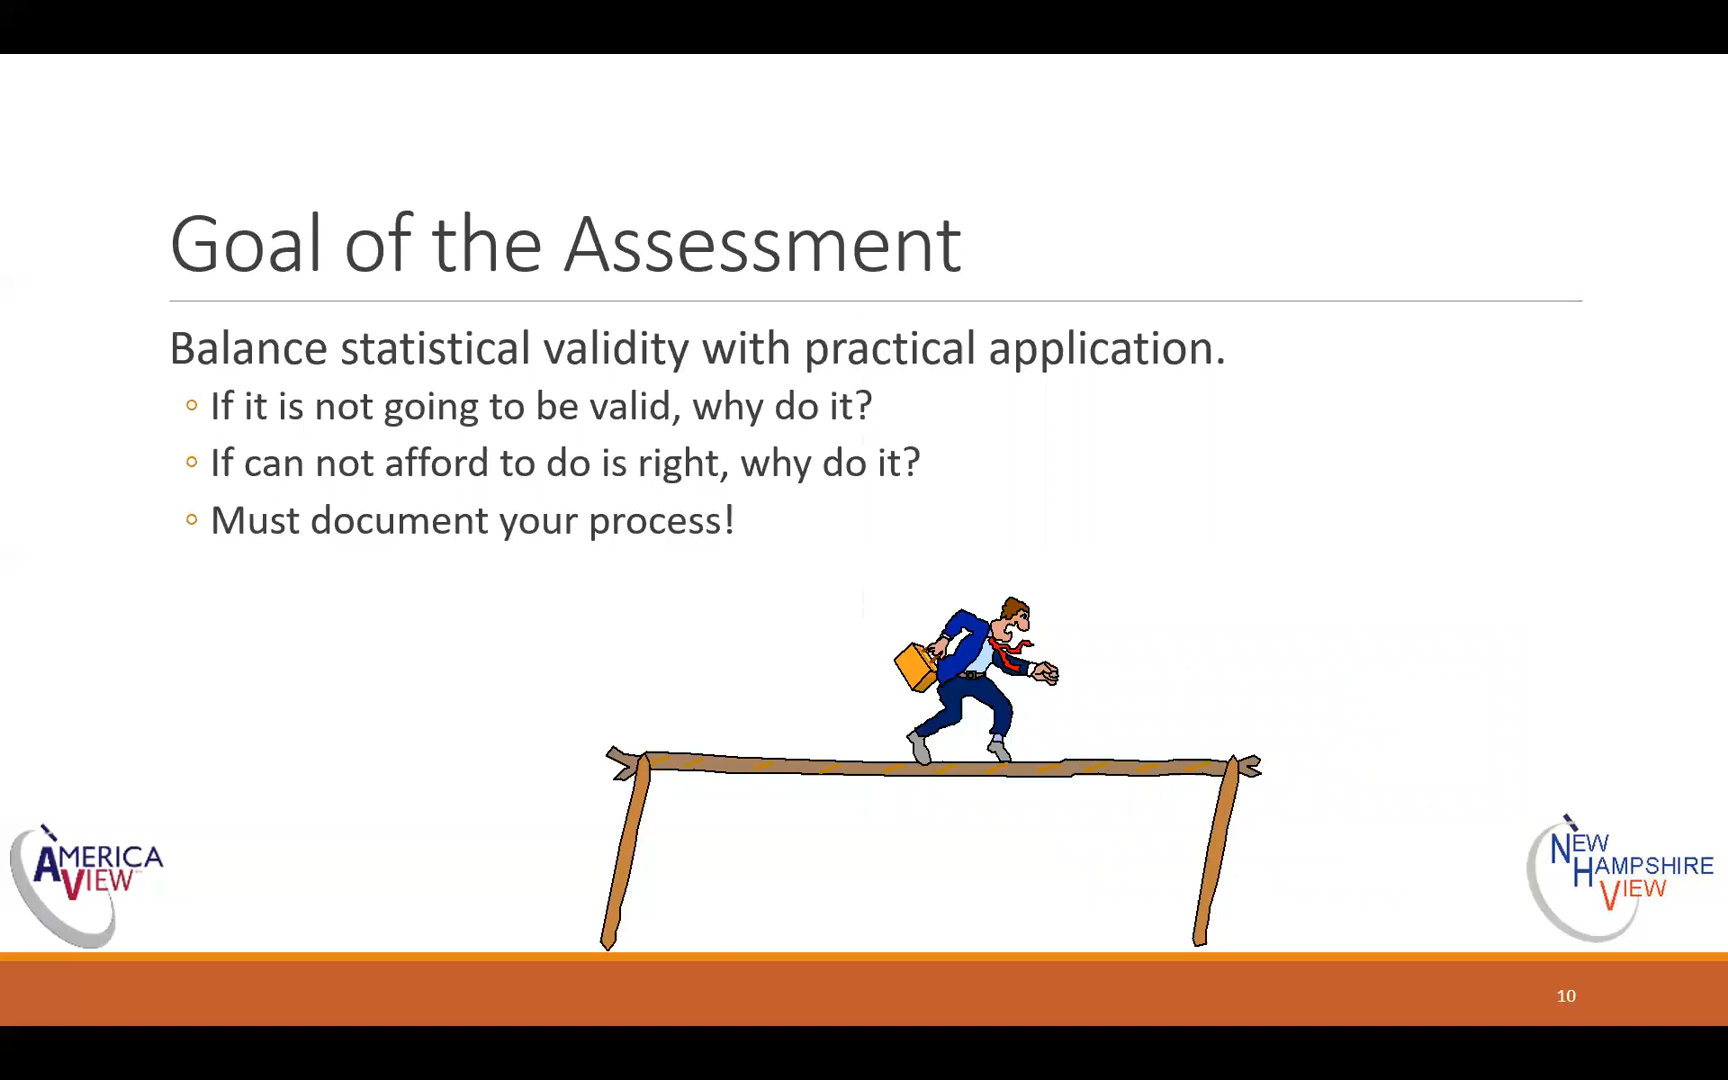 Goal of the Assessment
Balance statistical validity with practical application.
◦ If it is not going to be valid, why do it?
◦ If can not afford to do is right, why do it?
◦ Must document your process!
AMERICA
VIEW
NEW
HAMPSHIRE
VIEW
10